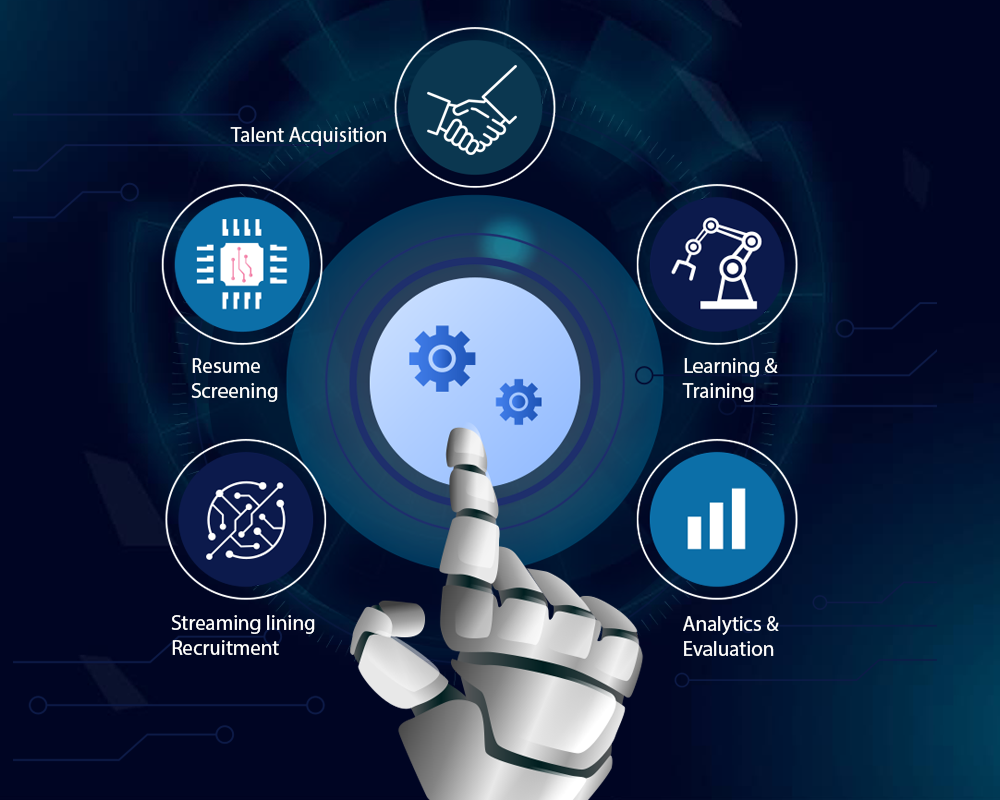 Talent Acquisition
Resume
Screening
Learning &
Training
Streaming lining
Recruitment
Analytics &
Evaluation